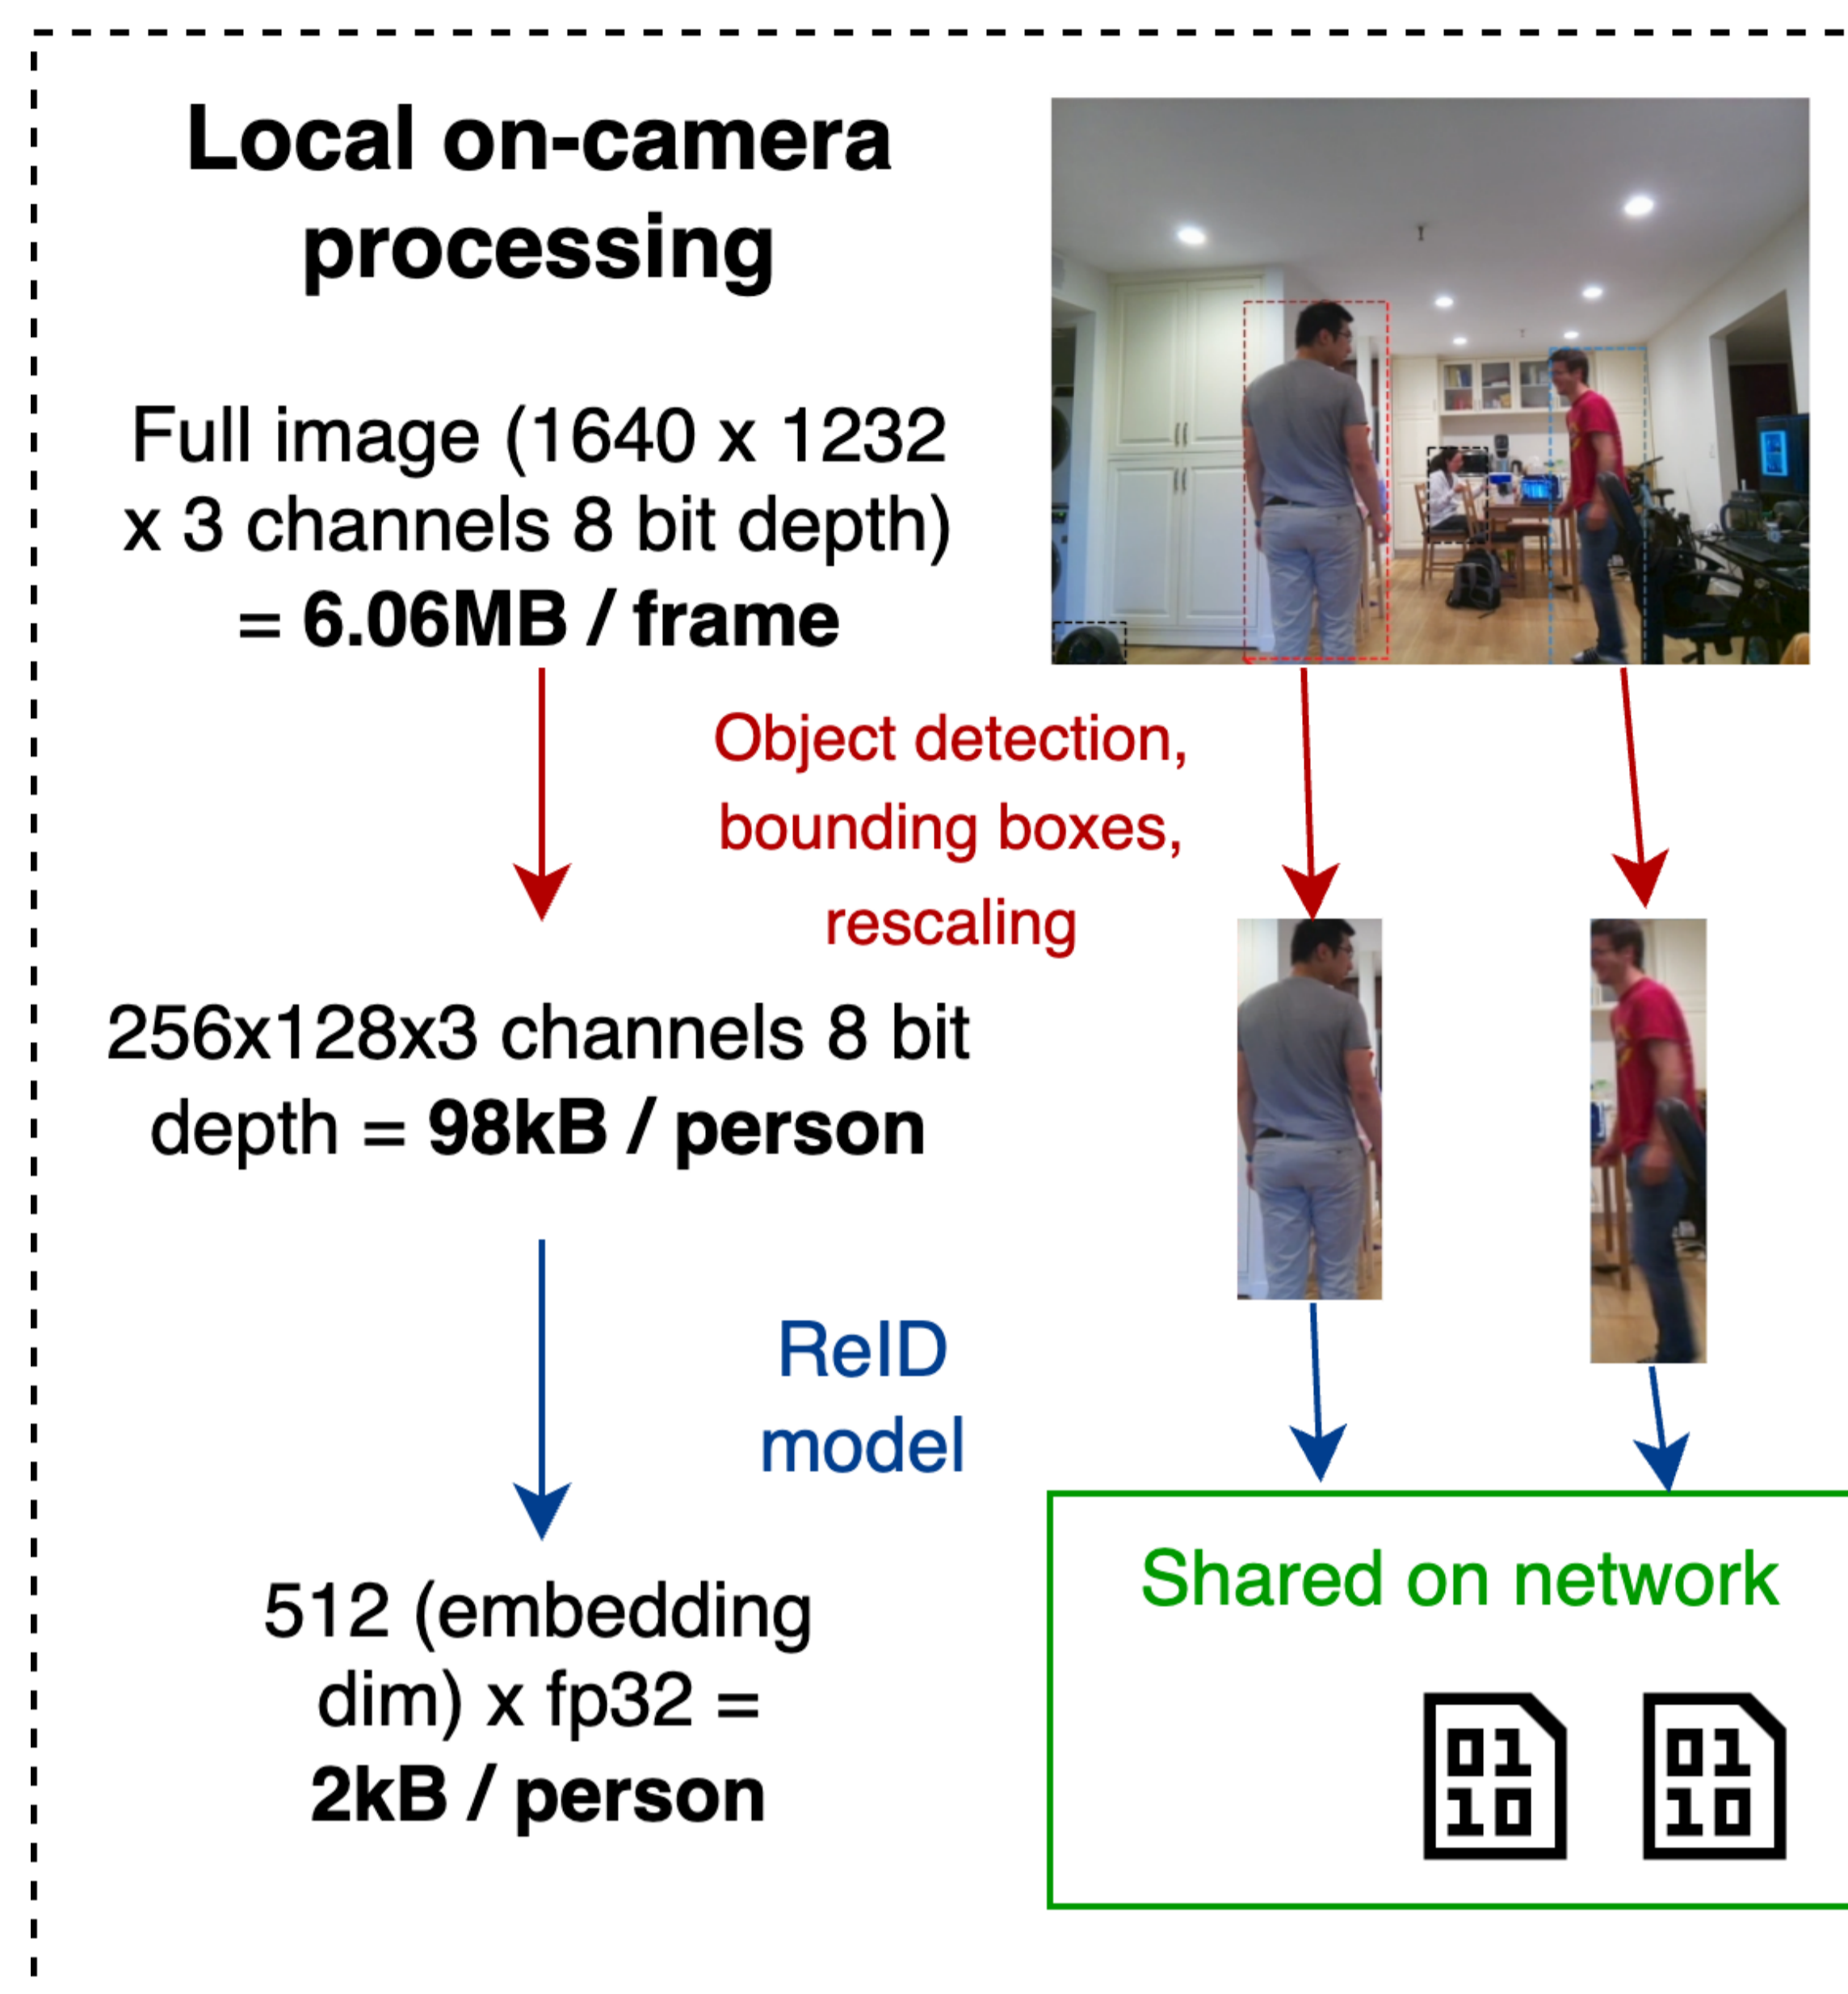 Local on-camera
processing
Full image (1640 x 1232
x 3 channels 8 bit depth)
= 6.06MB / frame
Object detection,
bounding boxes,
rescaling
256x128x3 channels 8 bit
depth = 98kB / person
ReID
model
512 (embedding
dim) x fp32 =
2kB / person
Shared on network
01
10
01
10